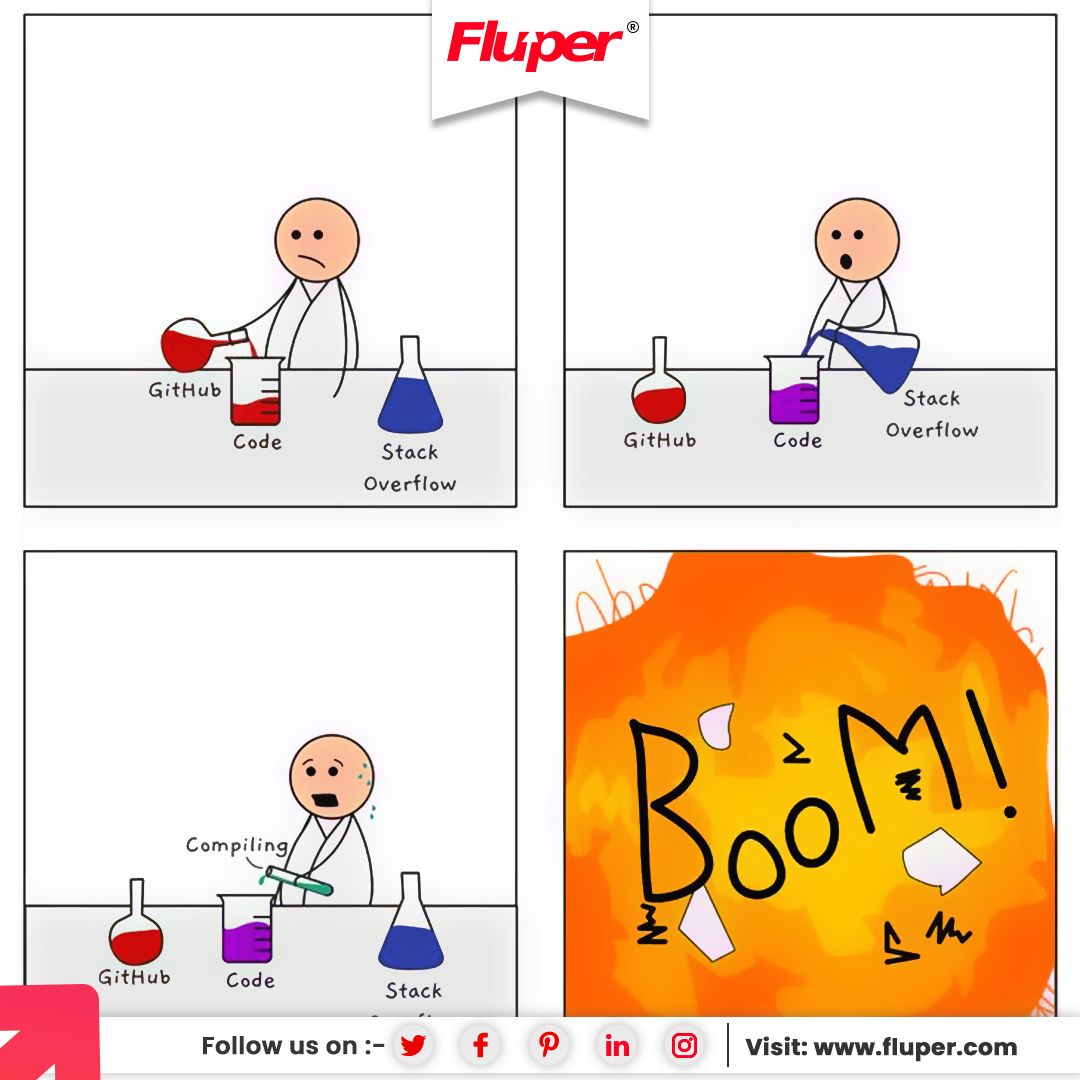 Fluper®
GitHub
Code
Stack
Overflow
GitHub
Code
Stack
Overflow
Compiling
GitHub
Code
Stack
BOOM!
Follow us on :-
Visit: www.fluper.com